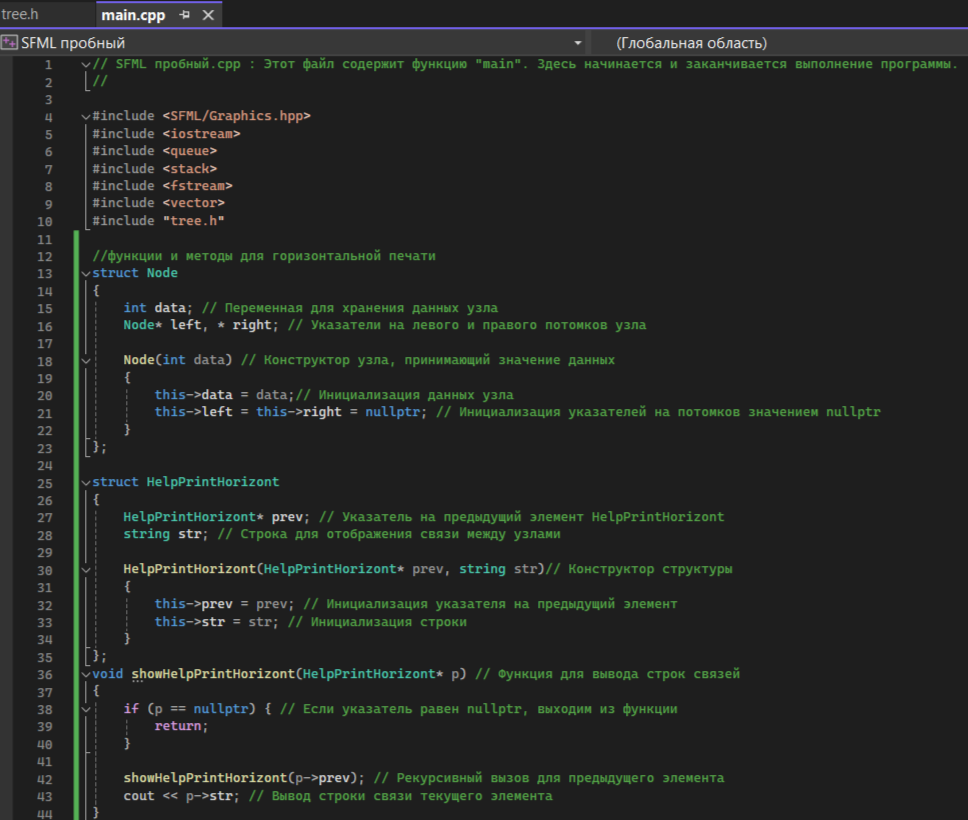 tree.h
main.cpp
SFML пробный
(Глобальная область)
1 // SFML пробный.cpp : Этот файл содержит функцию "main". Здесь начинается и заканчивается выполнение программы.
2 //
3
4 #include <SFML/Graphics.hpp>
5 #include <iostream>
6 #include <queue>
7 #include <stack>
8 #include <fstream>
9 #include <vector>
10 #include "tree.h"
11
12 //функции и методы для горизонтальной печати
13 struct Node
14 {
15 int data; // Переменная для хранения данных узла
16 Node* left, * right; // Указатели на левого и правого потомков узла
17
18 Node(int data) // Конструктор узла, принимающий значение данных
19 {
20 this->data = data;// Инициализация данных узла
21 this->left = this->right = nullptr; // Инициализация указателей на потомков значением nullptr
22 }
23 };
24
25 struct HelpPrintHorizont
26 {
27 HelpPrintHorizont* prev; // Указатель на предыдущий элемент HelpPrintHorizont
28 string str; // Строка для отображения связи между узлами
29
30 HelpPrintHorizont(HelpPrintHorizont* prev, string str)// Конструктор структуры
31 {
32 this->prev = prev; // Инициализация указателя на предыдущий элемент
33 this->str = str; // Инициализация строки
34 }
35 };
36 void showHelpPrintHorizont(HelpPrintHorizont* p) // Функция для вывода строк связей
37 {
38 if (p == nullptr) { // Если указатель равен nullptr, выходим из функции
39 return;
40 }
41
42 showHelpPrintHorizont(p->prev); // Рекурсивный вызов для предыдущего элемента
43 cout << p->str; // Вывод строки связи текущего элемента
44 }